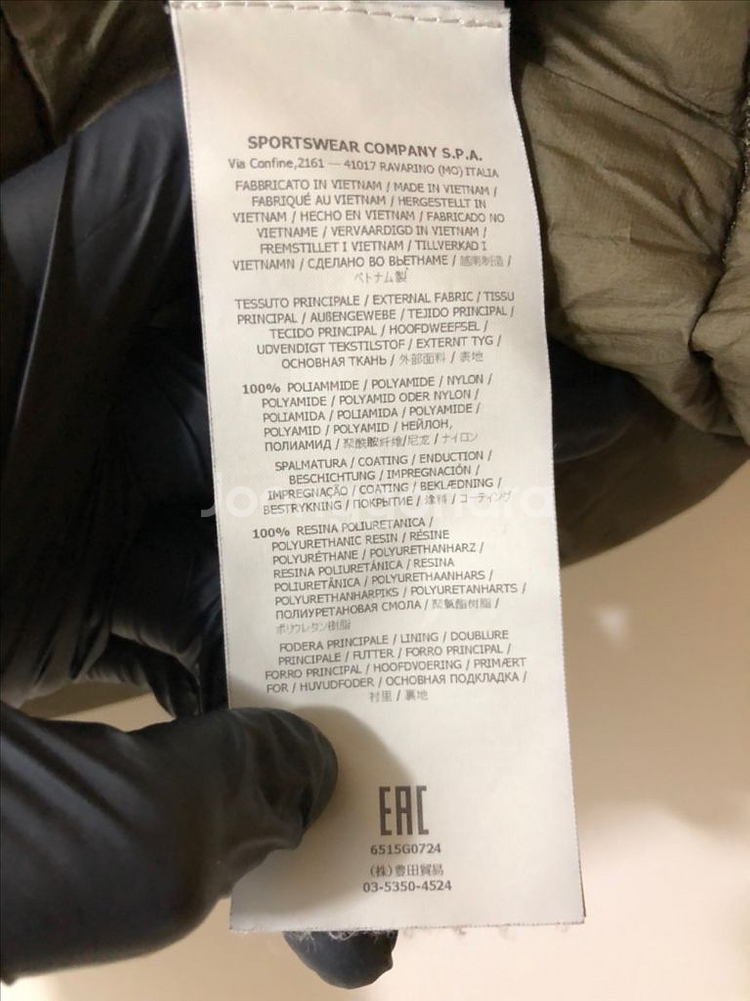 SPORTSWEAR COMPANY S.P.A.
Via Confine,2161 — 41017 RAVARINO (MO) ITALIA
FABBRICATO IN VIETNAM / MADE IN VIETNAM /
FABRIQUÉ AU VIETNAM / HERGESTELLT IN
VIETNAM / HECHO EN VIETNAM / FABRICADO NO
VIETNAME / VERVAARDIGD IN VIETNAM /
FREMSTILLET I VIETNAM / TILLVERKAD I
VIETNAMN / СДЕЛАНО ВО ВЬЕТНАМЕ / 越南制造 /
ベトナム製
TESSUTO PRINCIPALE / EXTERNAL FABRIC / TISSU
PRINCIPAL / AUßENGEWEBE / TEJIDO PRINCIPAL /
TECIDO PRINCIPAL / HOOFDWEEFSEL /
UDVENDIGT TEKSTILSTOF / EXTERNT TYG /
ОСНОВНАЯ ТКАНЬ / 外部面料 / 表地
100% POLIAMMIDE / POLYAMIDE / NYLON /
POLYAMIDE / POLYAMID ODER NYLON /
POLIAMIDA / POLIAMIDA / POLYAMIDE /
POLYAMID / POLYAMID / НЕЙЛОН,
ПОЛИАМИД / 聚酰胺纤维/尼龙 / ナイロン
SPALMATURA / COATING / ENDUCTION /
BESCHICHTUNG / IMPREGNACIÓN /
IMPREGNAÇÃO / COATING / BEKLÆDNING /
BESTRYKNING / ПОКРЫТИЕ / 涂料 / コーティング
100% RESINA POLIURETANICA /
POLYURETHANIC RESIN / RÉSINE
POLYURÉTHANE / POLYURETHANHARZ /
RESINA POLIURETÁNICA / RESINA
POLIURETÂNICA / POLYURETHAANHARS /
POLYURETHANHARPIKS / POLYURETANHARTS /
ПОЛИУРЕТАНОВАЯ СМОЛА / 聚氨酯树脂 /
ポリウレタン樹脂
FODERA PRINCIPALE / LINING / DOUBLURE
PRINCIPALE / FUTTER / FORRO PRINCIPAL /
FORRO PRINCIPAL / HOOFDVOERING / PRIMÆRT
FOR / HUVUDFODER / ОСНОВНАЯ ПОДКЛАДКА /
衬里 / 裏地
EAC
6515G0724
(株)豊田貿易
03-5350-4524